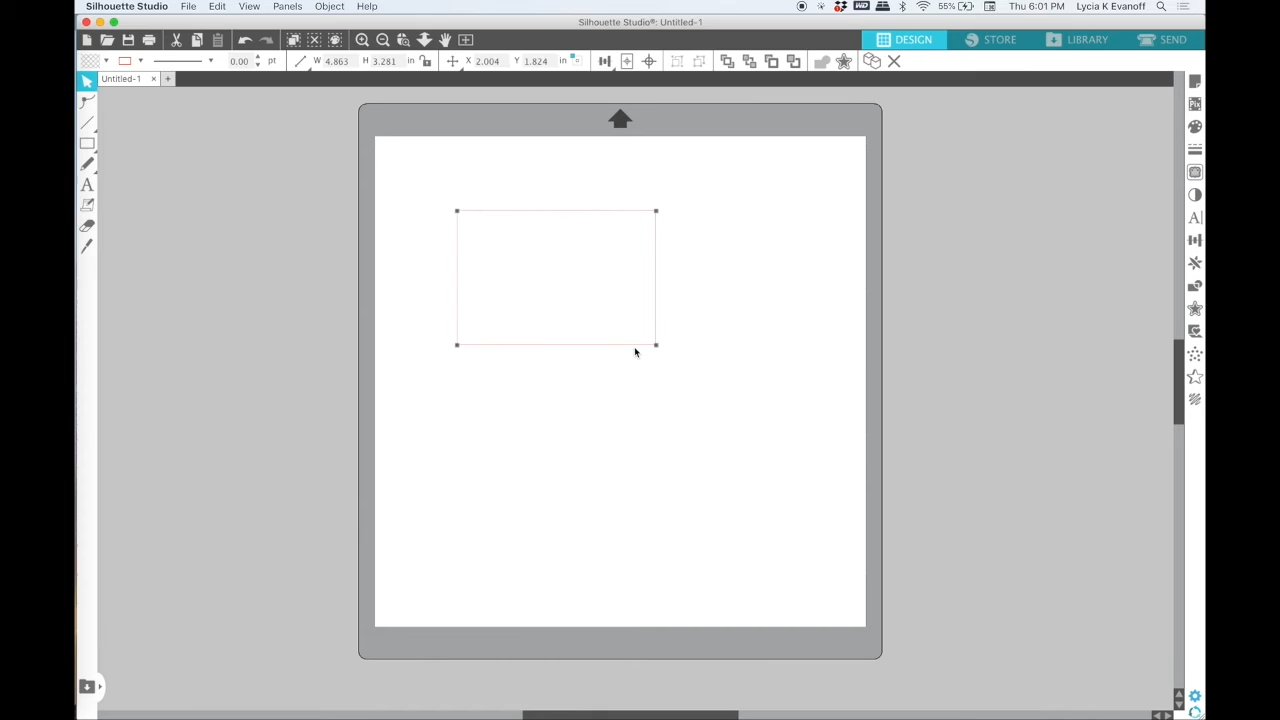 Silhouette Studio File Edit View Panels Object Help 55% Thu 6:01 PM Lycia K Evanoff
Silhouette Studio®: Untitled-1
DESIGN STORE LIBRARY SEND
0.00 pt W 4.863 H 3.281 in X 2.004 Y 1.824 in
Untitled-1 × +